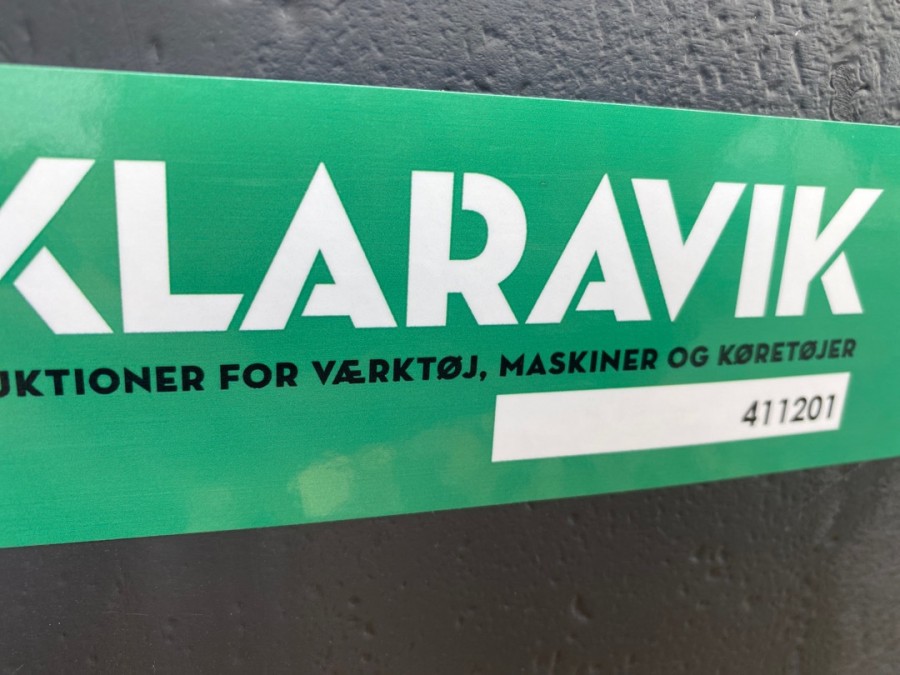 KLARAVIK
UKTIONER FOR VÆRKTØJ, MASKINER OG KØRETØJER
411201